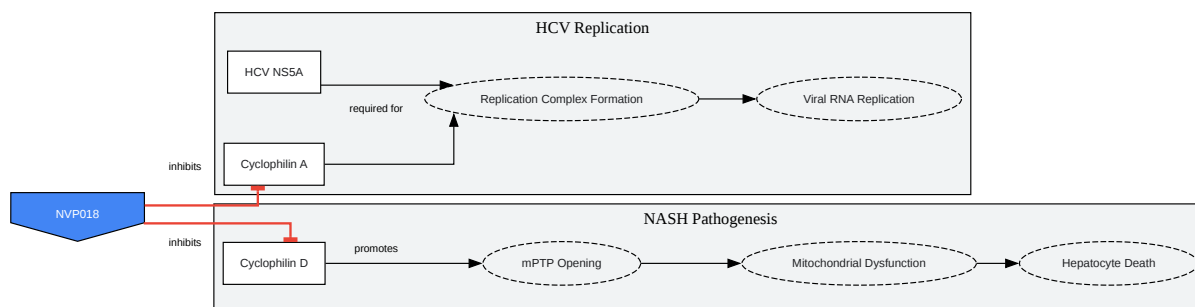 HCV Replication
HCV NS5A
required for
Replication Complex Formation
Viral RNA Replication
Cyclophilin A
inhibits
NVP018
inhibits
NASH Pathogenesis
Cyclophilin D
promotes
mPTP Opening
Mitochondrial Dysfunction
Hepatocyte Death